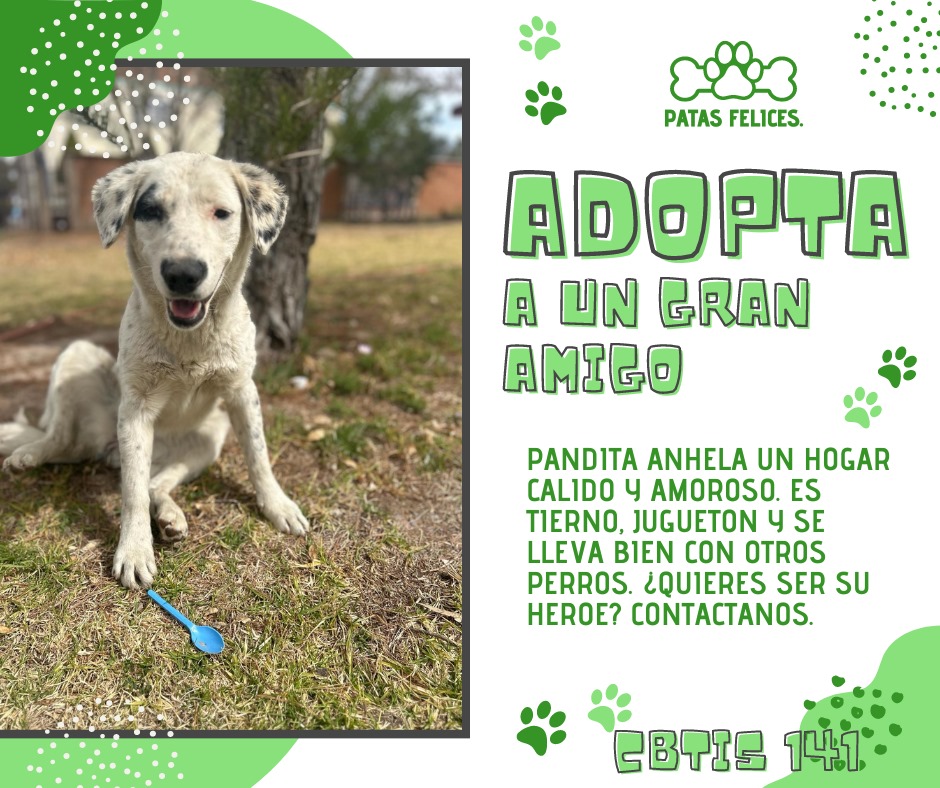 PATAS FELICES.
ADOPTA
A UN GRAN
AMIGO
PANDITA ANHELA UN HOGAR
CALIDO Y AMOROSO. ES
TIERNO, JUGUETON Y SE
LLEVA BIEN CON OTROS
PERROS. ¿QUIERES SER SU
HEROE? CONTACTANOS.
CBTIS 141